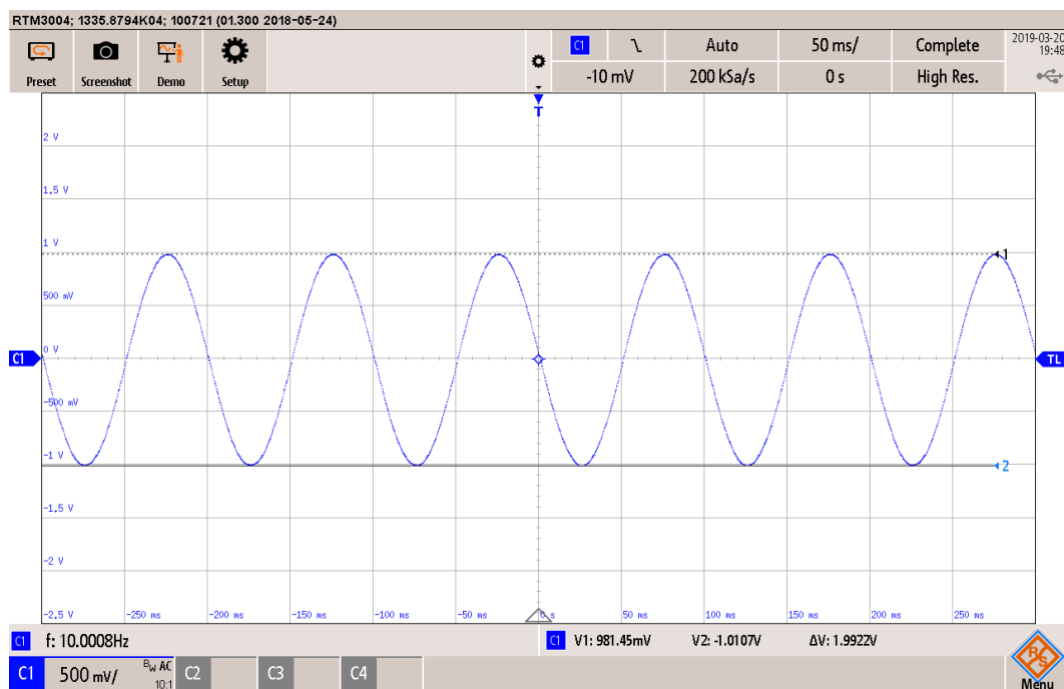 RTM3004; 1335.8794K04; 100721 (01.300 2018-05-24)
Preset Screenshot Demo Setup
C1 Auto 50 ms/ Complete 2019-03-20
19:48
-10 mV 200 kSa/s 0 s High Res.
T
2 V
1.5 V
1 V
1
500 mV
C1 0 V TL
-500 mV
-1 V
2
-1.5 V
-2 V
-2.5 V -250 ms -200 ms -150 ms -100 ms -50 ms 0 s 50 ms 100 ms 150 ms 200 ms 250 ms
C1 f: 10.0008Hz C1 V1: 981.45mV V2: -1.0107V ΔV: 1.992V
C1 500 mV/ BW AC
10:1
C2 C3 C4
R&S
Menu